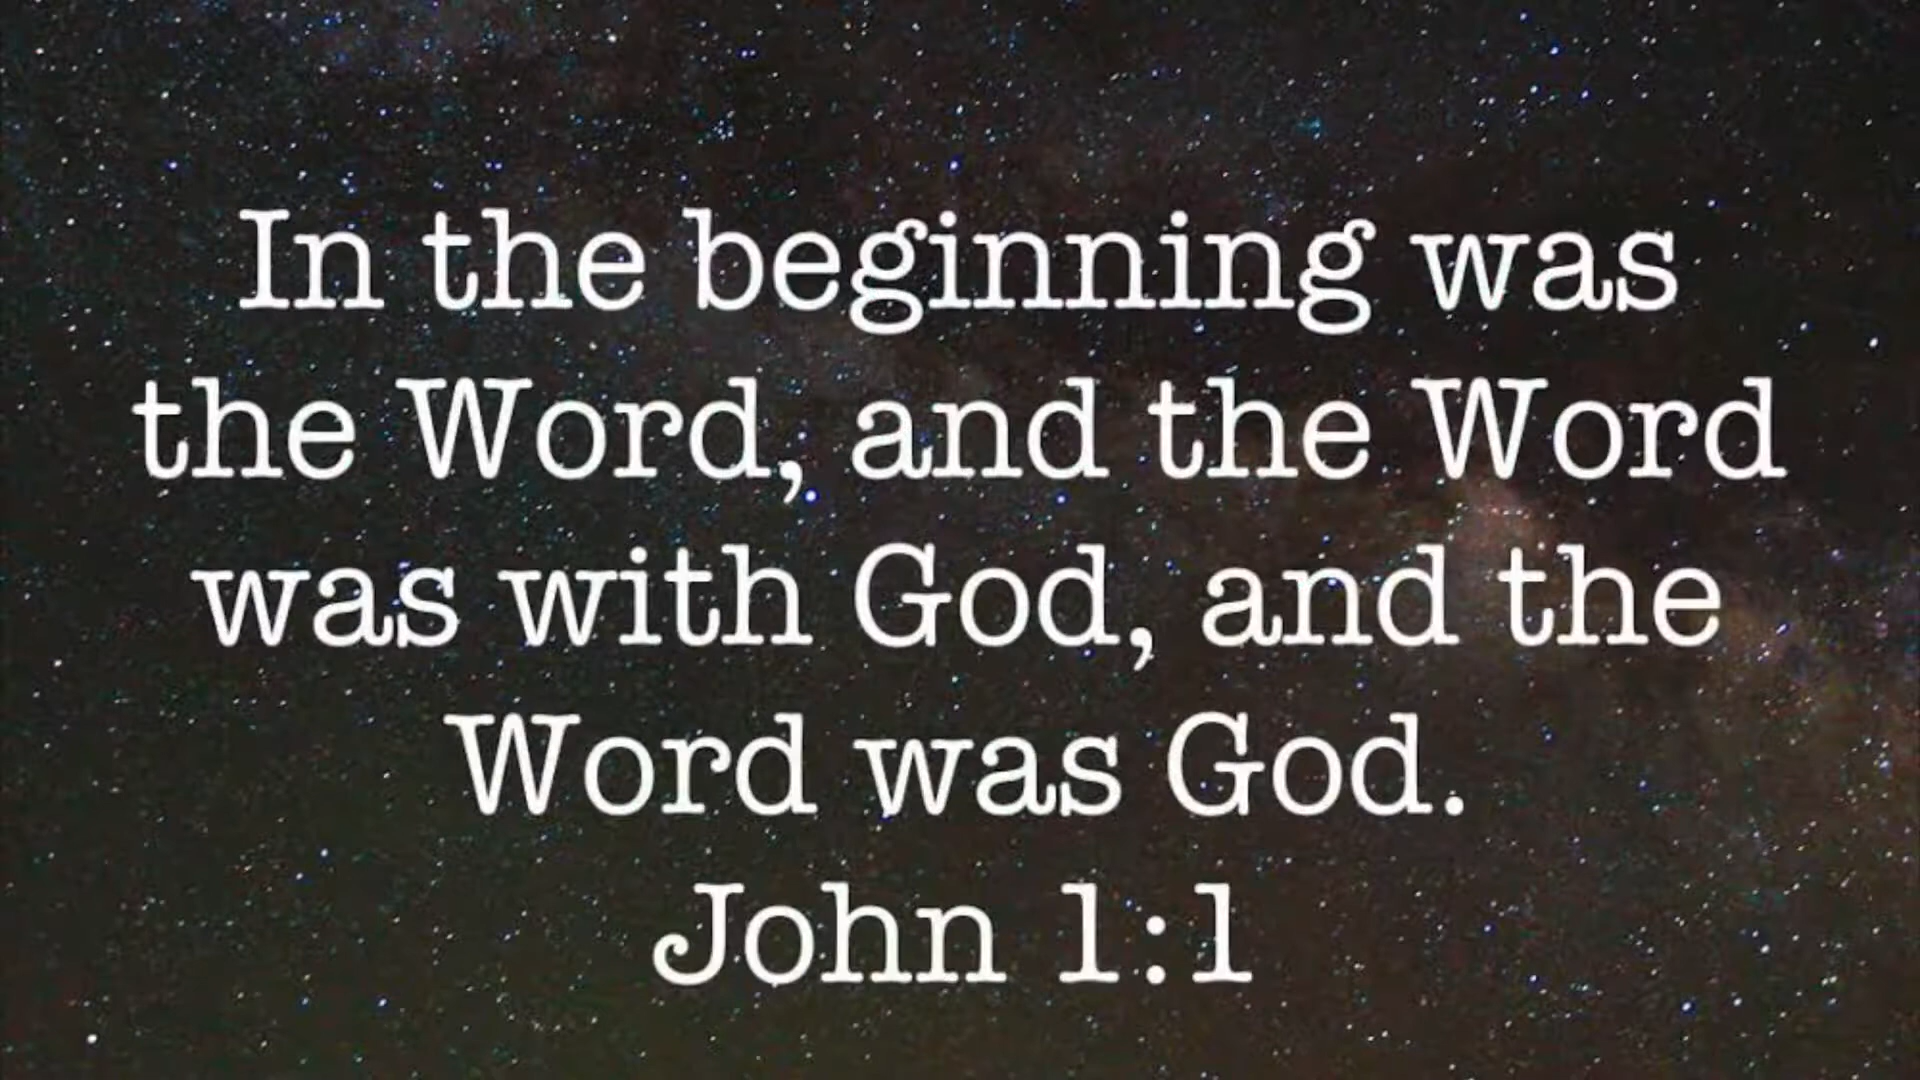 In the beginning was
the Word, and the Word
was with God, and the
Word was God.
John 1:1